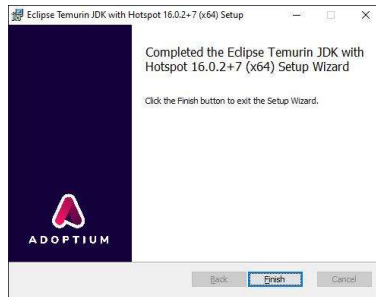 Eclipse Temurin JDK with Hotspot 16.0.2+7 (x64) Setup
Completed the Eclipse Temurin JDK with
Hotspot 16.0.2+7 (x64) Setup Wizard
Click the Finish button to exit the Setup Wizard.
ADOPTIUM
Back
Finish
Cancel